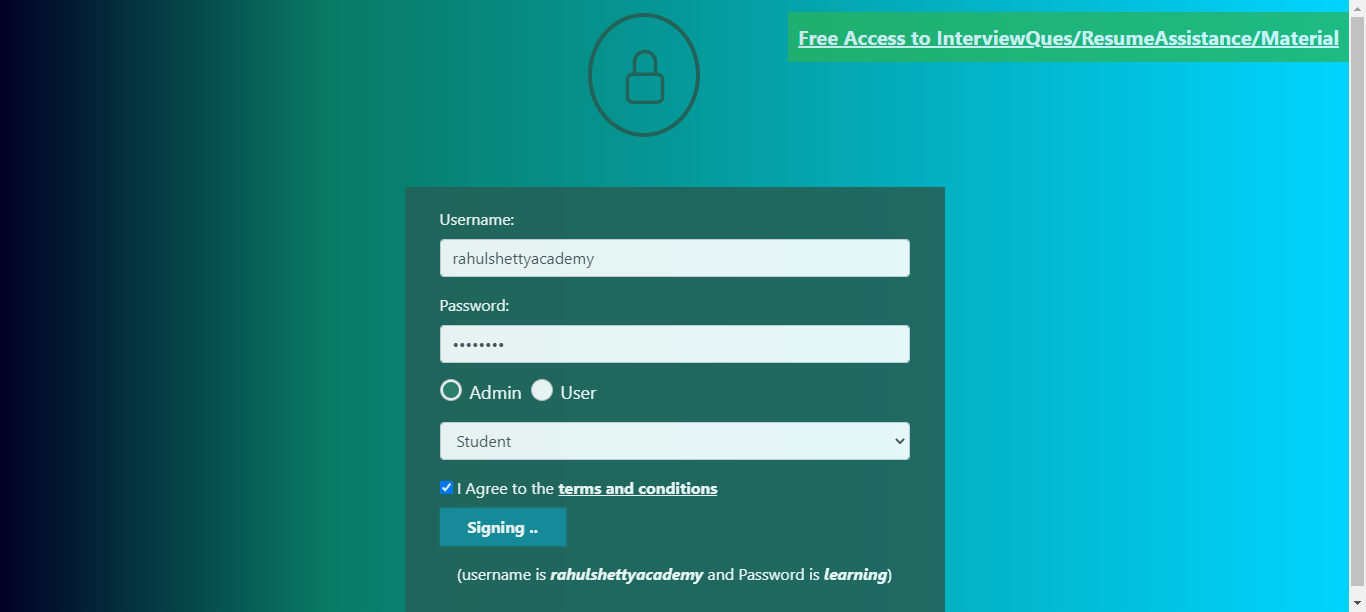 Free Access to InterviewQues/ResumeAssistance/Material
Username:
rahulshettyacademy
Password:
••••••••
Admin User
Student
I Agree to the terms and conditions
Signing ..
(username is rahulshettyacademy and Password is learning)